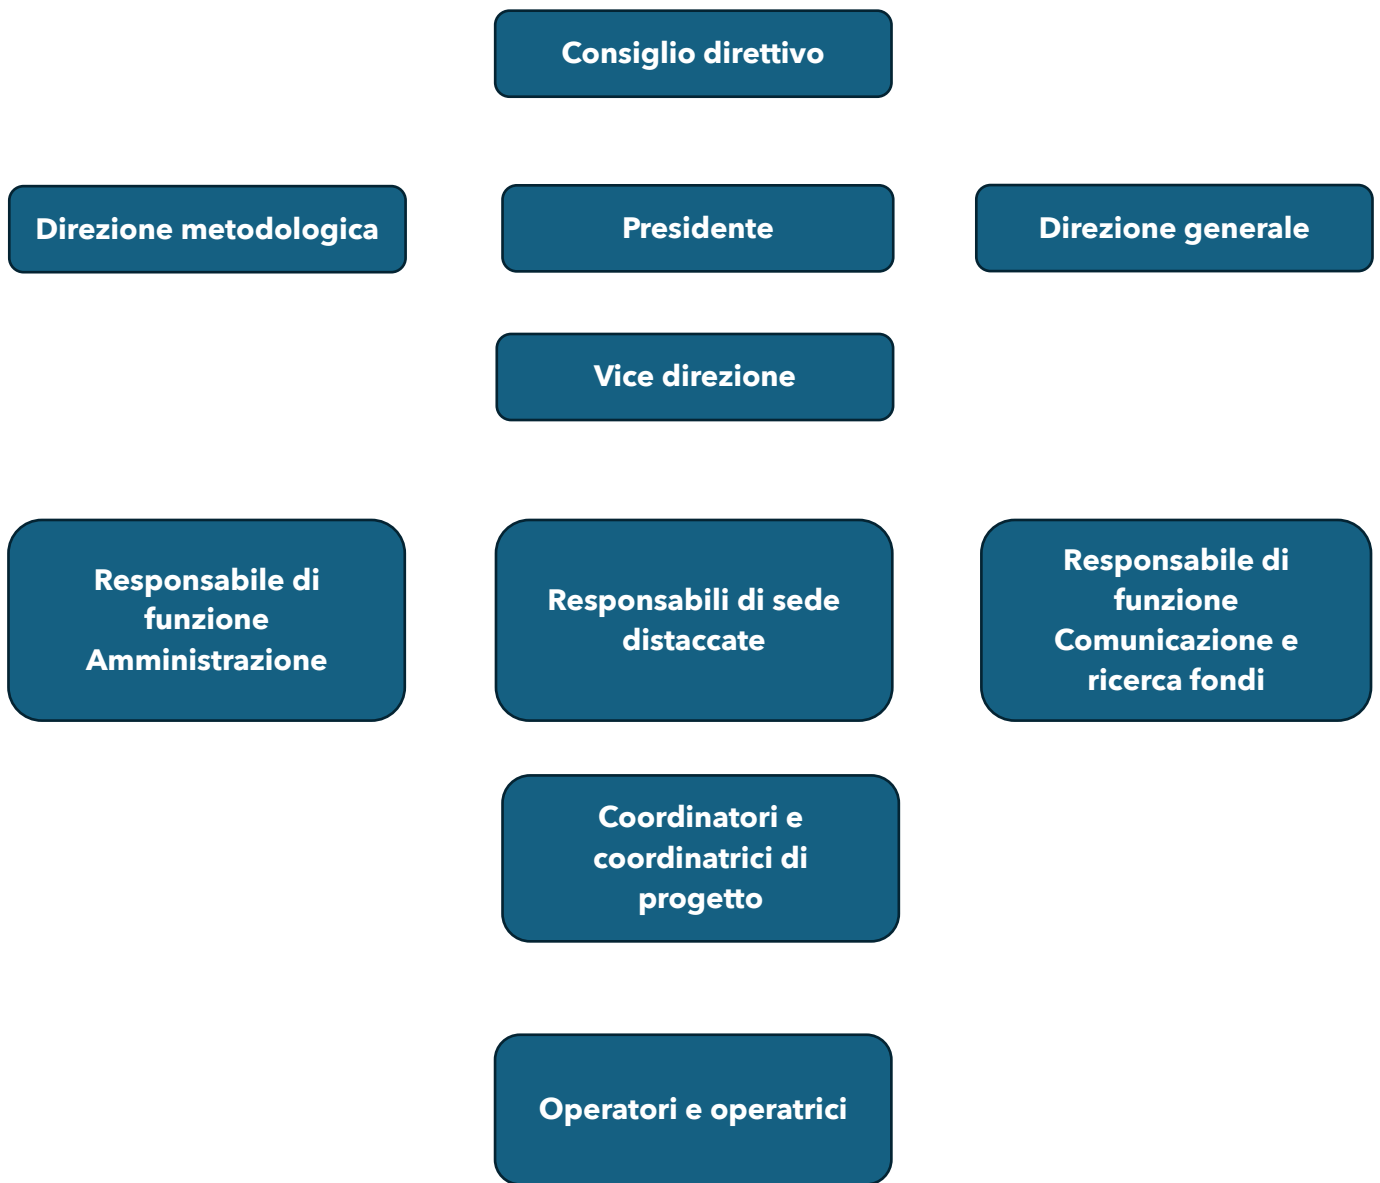 Consiglio direttivo
Direzione metodologica
Presidente
Direzione generale
Vice direzione
Responsabile di
funzione
Amministrazione
Responsabili di sede
distaccate
Responsabile di
funzione
Comunicazione e
ricerca fondi
Coordinatori e
coordinatrici di
progetto
Operatori e operatrici